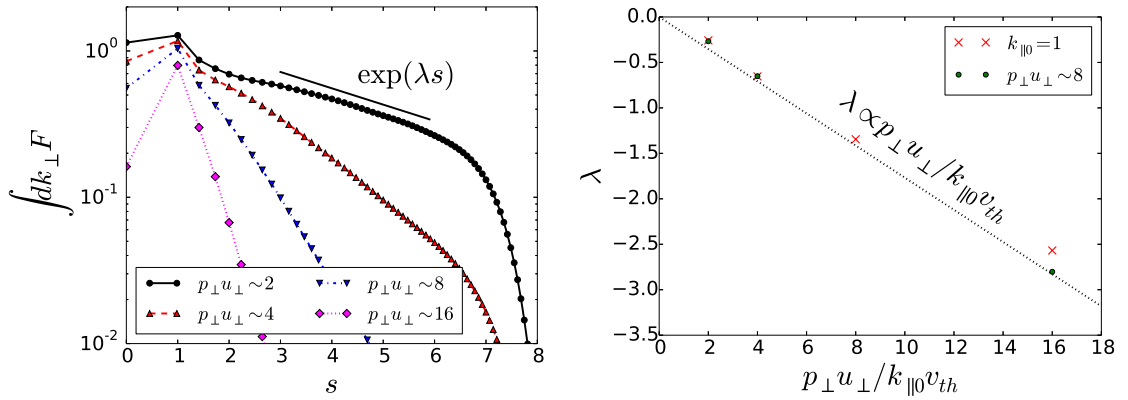 ∫dk⊥F
10^0
10^-1
10^-2
exp(λs)
p⊥u⊥∼2
p⊥u⊥∼4
p⊥u⊥∼8
p⊥u⊥∼16
0 1 2 3 4 5 6 7 8
s
λ
0.0
−0.5
−1.0
−1.5
−2.0
−2.5
−3.0
−3.5
k∥0=1
p⊥u⊥∼8
λ∝p⊥u⊥/k∥0vth
0 2 4 6 8 10 12 14 16 18
p⊥u⊥/k∥0vth